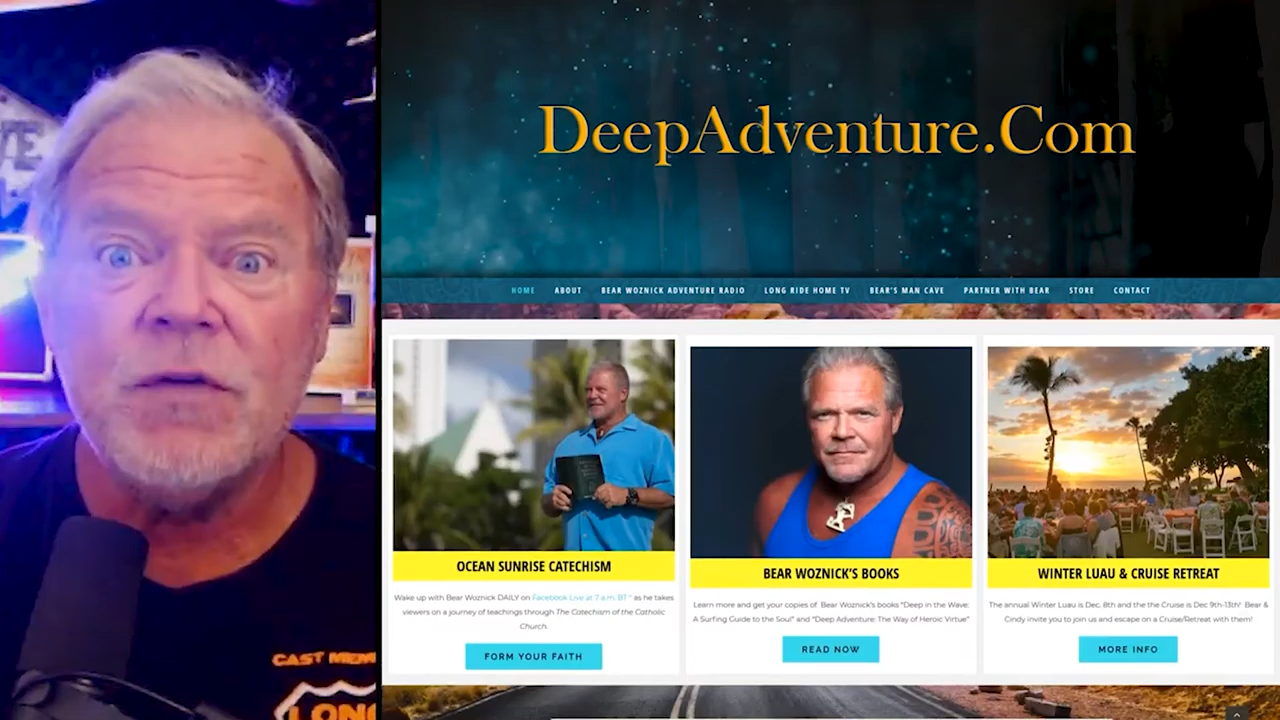 DeepAdventure.Com
HOME ABOUT BEAR WOZNICK ADVENTURE RADIO LONG RIDE HOME TV BEAR'S MAN CAVE PARTNER WITH BEAR STORE CONTACT
OCEAN SUNRISE CATECHISM
Wake up with Bear Woznick DAILY on Facebook Live at 7 a.m. BT * as he takes
viewers on a journey of teachings through The Catechism of the Catholic
Church.
FORM YOUR FAITH
BEAR WOZNICK'S BOOKS
Learn more and get your copies of Bear Woznick's books "Deep in the Wave:
A Surfing Guide to the Soul" and "Deep Adventure: The Way of Heroic Virtue"
READ NOW
WINTER LUAU & CRUISE RETREAT
The annual Winter Luau is Dec. 8th and the the Cruise is Dec 9th-13th! Bear &
Cindy invite you to join us and escape on a Cruise/Retreat with them!
MORE INFO
CAST MEM
LONG